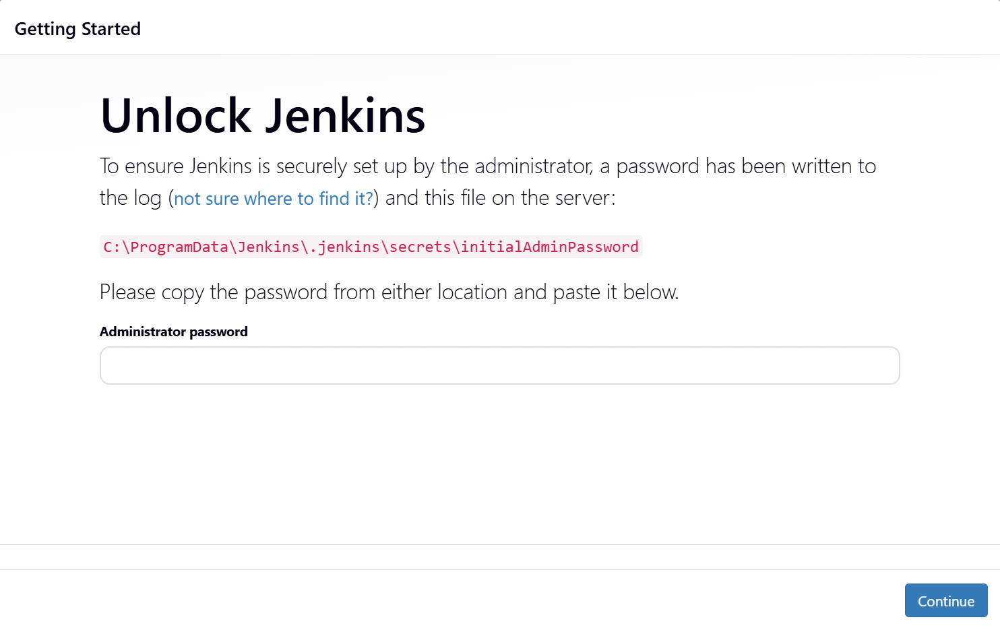 Getting Started
Unlock Jenkins
To ensure Jenkins is securely set up by the administrator, a password has been written to
the log (not sure where to find it?) and this file on the server:
C:\ProgramData\Jenkins\.jenkins\secrets\initialAdminPassword
Please copy the password from either location and paste it below.
Administrator password
Continue